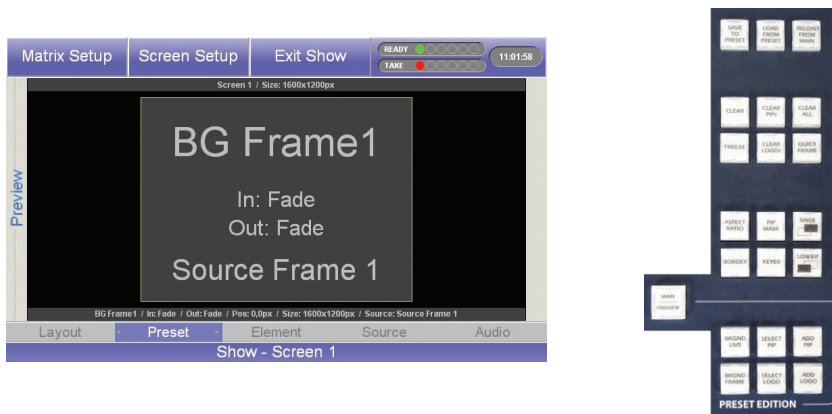 Matrix Setup
Screen Setup
Exit Show
READY
TAKE
11:01:58
Screen 1 / Size: 1600x1200px
Preview
BG Frame1
In: Fade
Out: Fade
Source Frame 1
BG Frame1 / In: Fade / Out: Fade / Pos: 0,0px / Size: 1600x1200px / Source: Source Frame 1
Layout
- Preset -
Element
Source
Audio
Show - Screen 1
SAVE
TO
PRESET
LOAD
FROM
PRESET
RELOAD
FROM
MAIN
CLEAR
CLEAR
PIPs
CLEAR
ALL
FREEZE
CLEAR
LOGOs
QUICK
FRAME
ASPECT
RATIO
PIP
MASK
RAISE
BORDER
KEYER
LOWER
MAIN
PREVIEW
BKGND
LIVE
SELECT
PIP
ADD
PIP
BKGND
FRAME
SELECT
LOGO
ADD
LOGO
PRESET EDITION